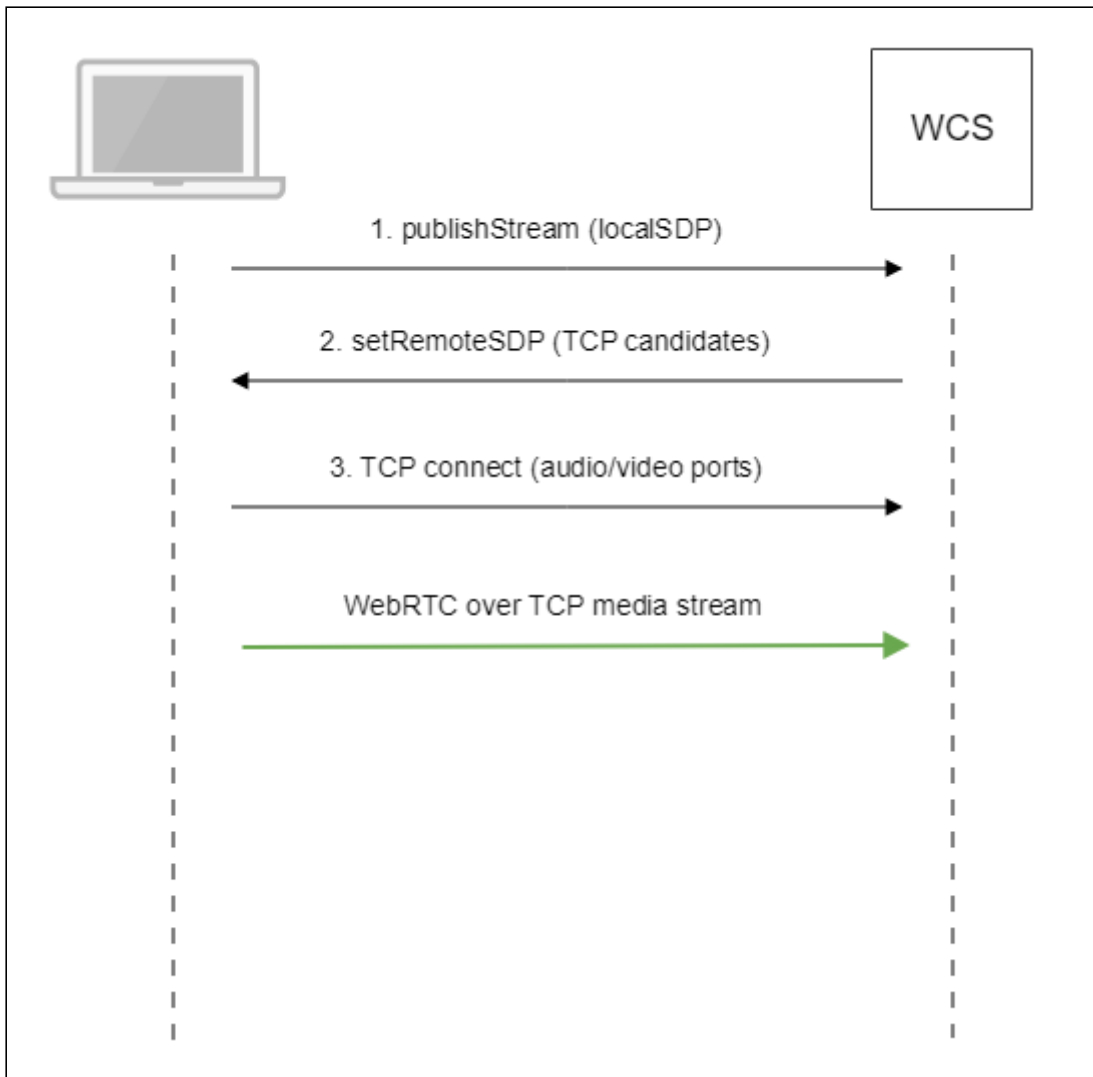 WCS
1. publishStream (localSDP)
2. setRemoteSDP (TCP candidates)
3. TCP connect (audio/video ports)
WebRTC over TCP media stream